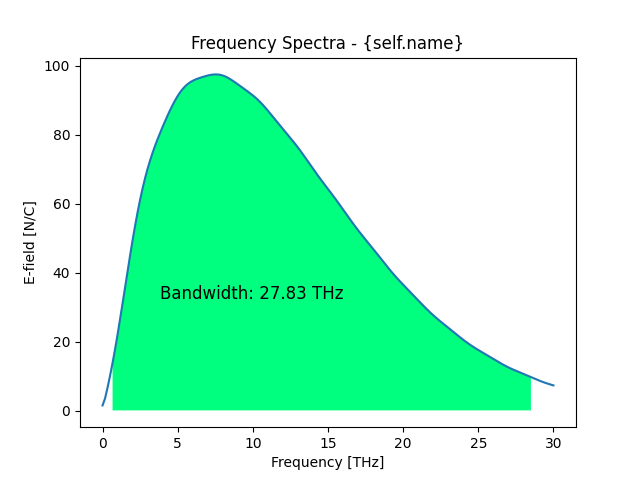 Frequency Spectra - {self.name}
100
80
60
40
20
0
E-field [N/C]
Bandwidth: 27.83 THz
0 5 10 15 20 25 30
Frequency [THz]